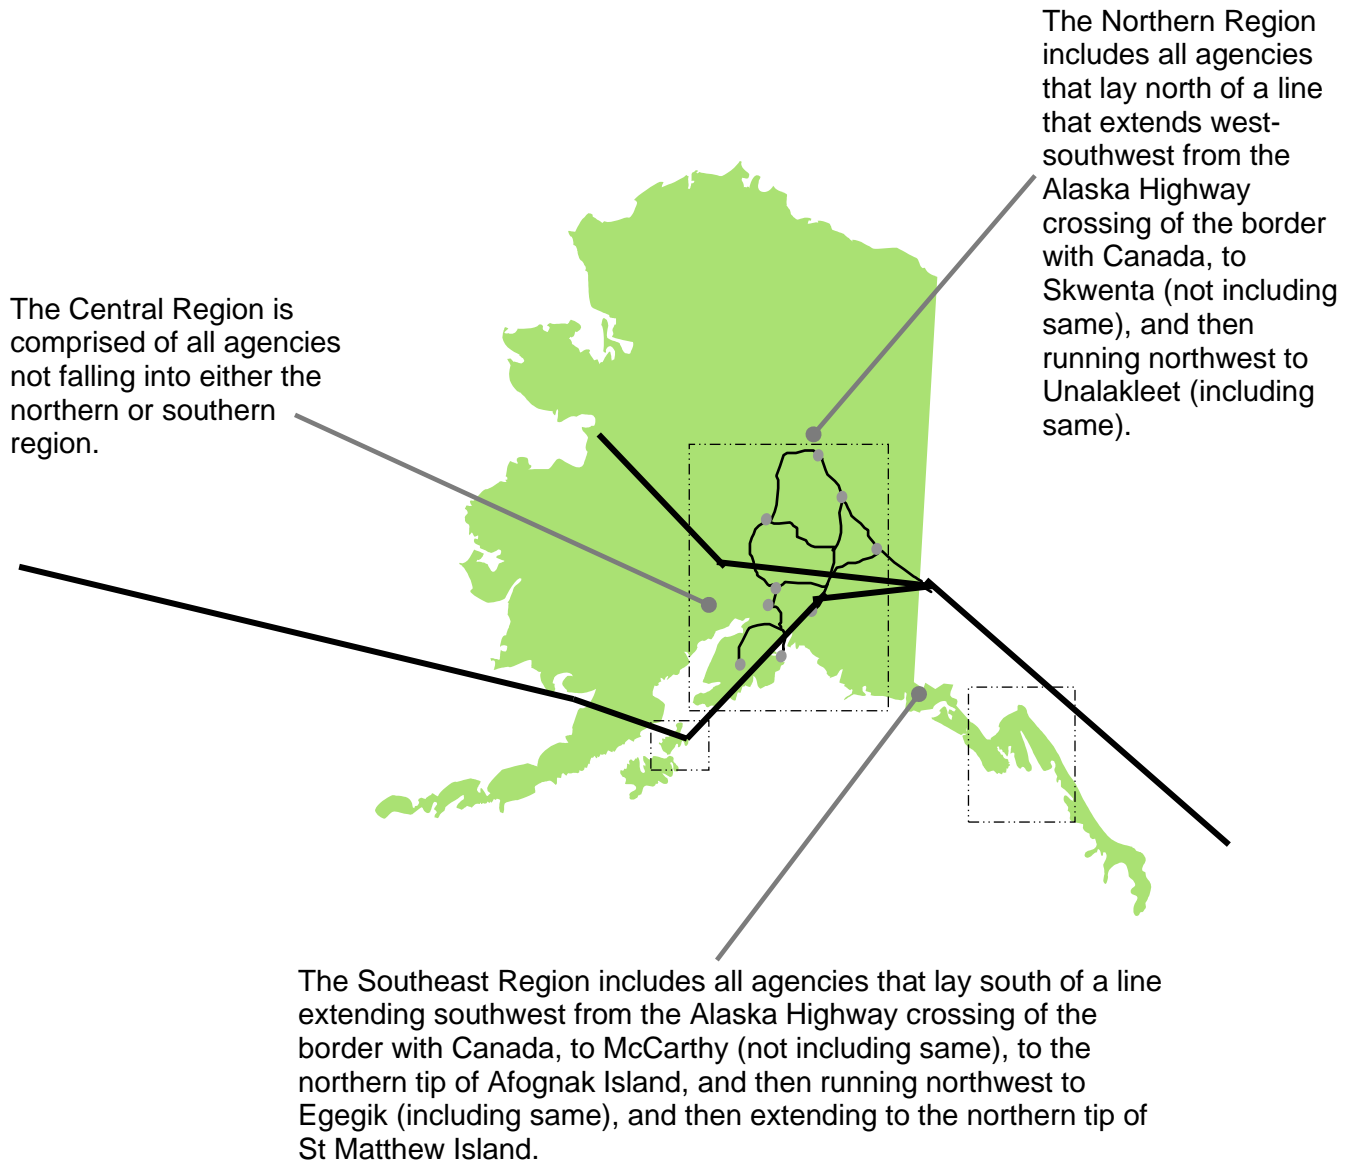 The Northern Region
includes all agencies
that lay north of a line
that extends west-
southwest from the
Alaska Highway
crossing of the border
with Canada, to
Skwenta (not including
same), and then
running northwest to
Unalakleet (including
same).
The Central Region is
comprised of all agencies
not falling into either the
northern or southern
region.
The Southeast Region includes all agencies that lay south of a line
extending southwest from the Alaska Highway crossing of the
border with Canada, to McCarthy (not including same), to the
northern tip of Afognak Island, and then running northwest to
Egegik (including same), and then extending to the northern tip of
St Matthew Island.